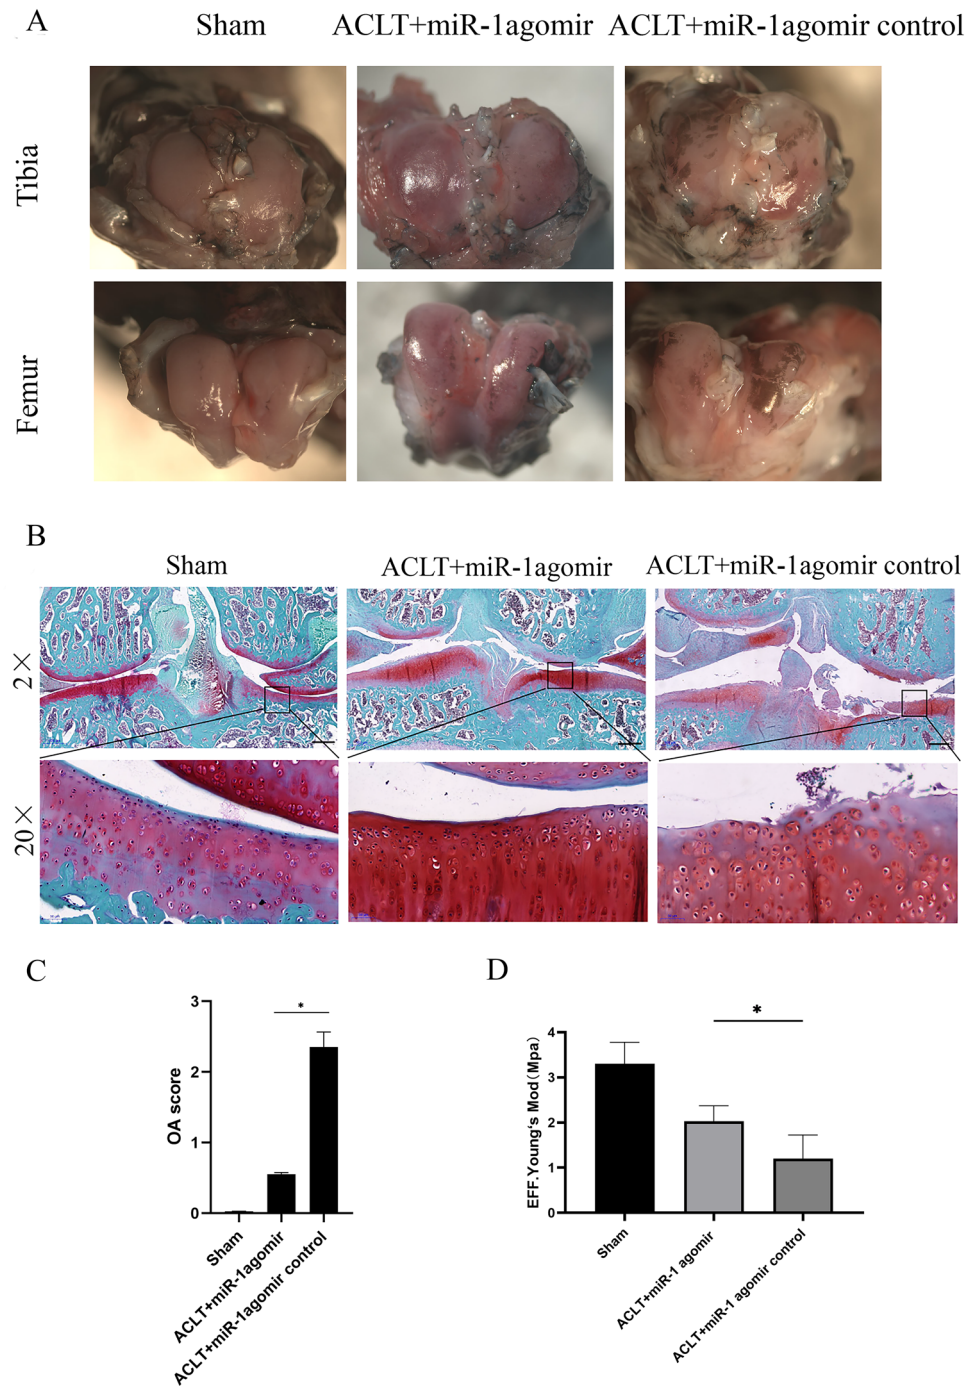 A
Sham
ACLT+miR-1agomir
ACLT+miR-1agomir control
Tibia
Femur
B
Sham
ACLT+miR-1agomir
ACLT+miR-1agomir control
2×
20×
C
3
2
1
0
OA score
*
Sham
ACLT+miR-1agomir
ACLT+miR-1agomir control
D
4
3
2
1
0
EFF.Young's Mod(Mpa)
*
Sham
ACLT+miR-1 agomir
ACLT+miR-1 agomir control